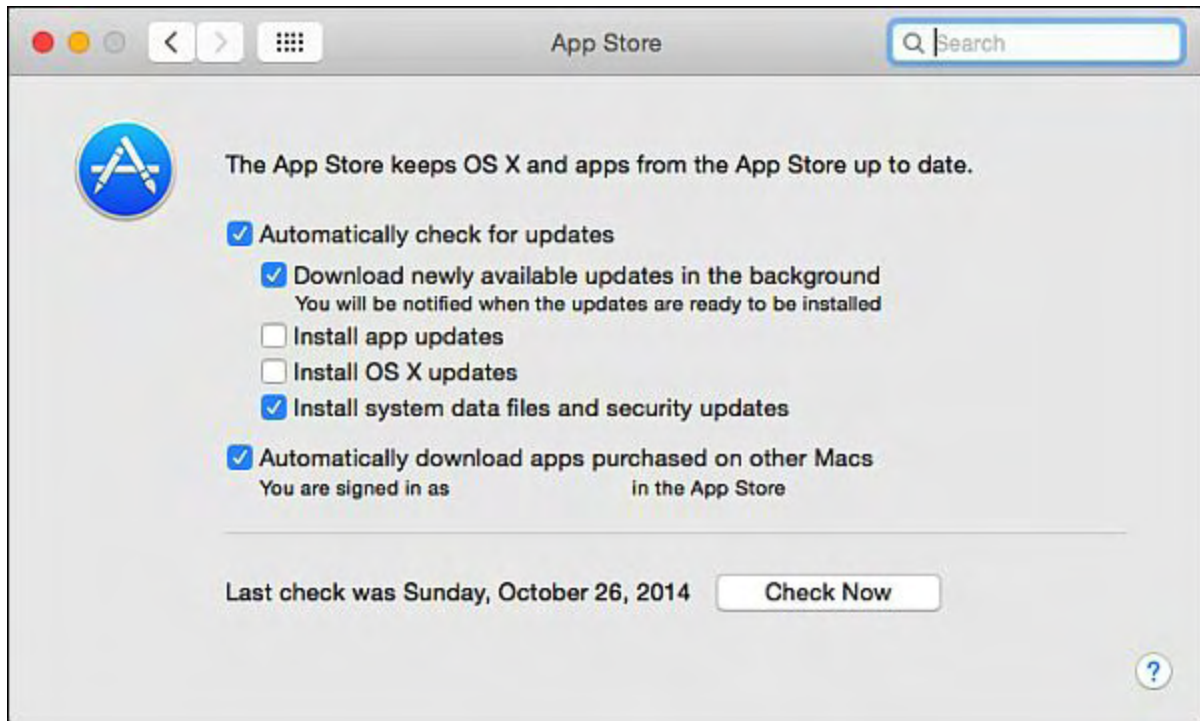 App Store
Search
The App Store keeps OS X and apps from the App Store up to date.
Automatically check for updates
Download newly available updates in the background
You will be notified when the updates are ready to be installed
Install app updates
Install OS X updates
Install system data files and security updates
Automatically download apps purchased on other Macs
You are signed in as in the App Store
Last check was Sunday, October 26, 2014 Check Now
?